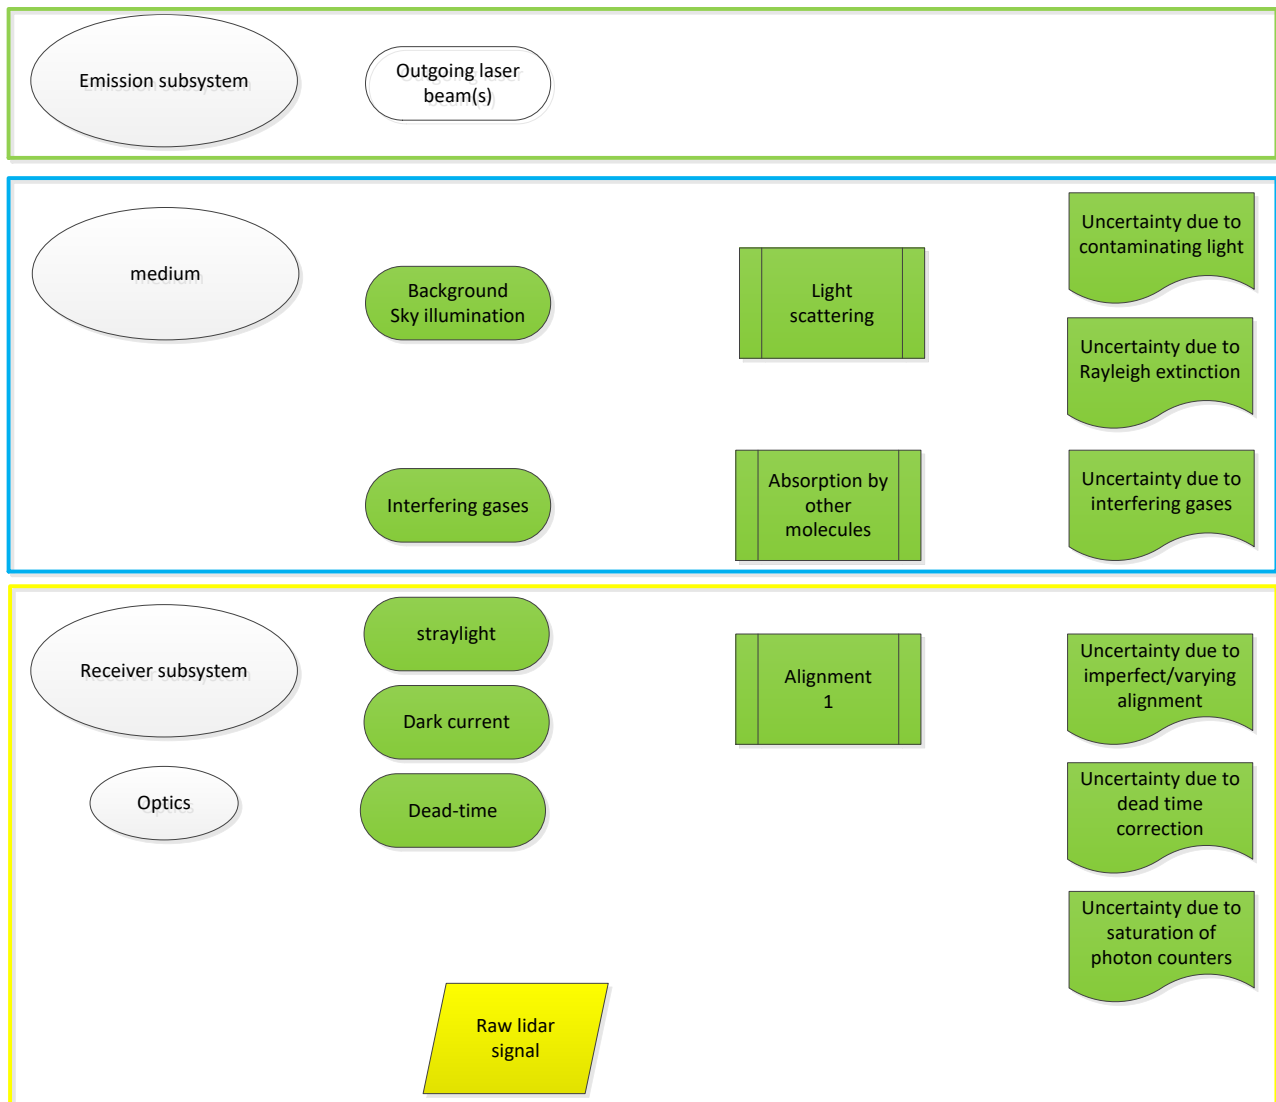 Emission subsystem
Outgoing laser
beam(s)
medium
Background
Sky illumination
Light
scattering
Uncertainty due to
contaminating light
Uncertainty due to
Rayleigh extinction
Interfering gases
Absorption by
other
molecules
Uncertainty due to
interfering gases
Receiver subsystem
straylight
Alignment
1
Uncertainty due to
imperfect/varying
alignment
Dark current
Optics
Dead-time
Uncertainty due to
dead time
correction
Uncertainty due to
saturation of
photon counters
Raw lidar
signal